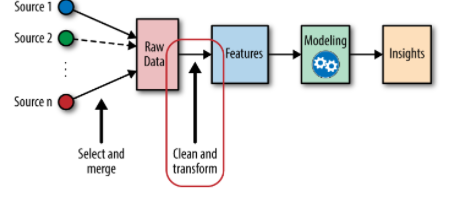 Source 1
Source 2
Source n
Raw
Data
Features
Modeling
Insights
Select and
merge
Clean and
transform